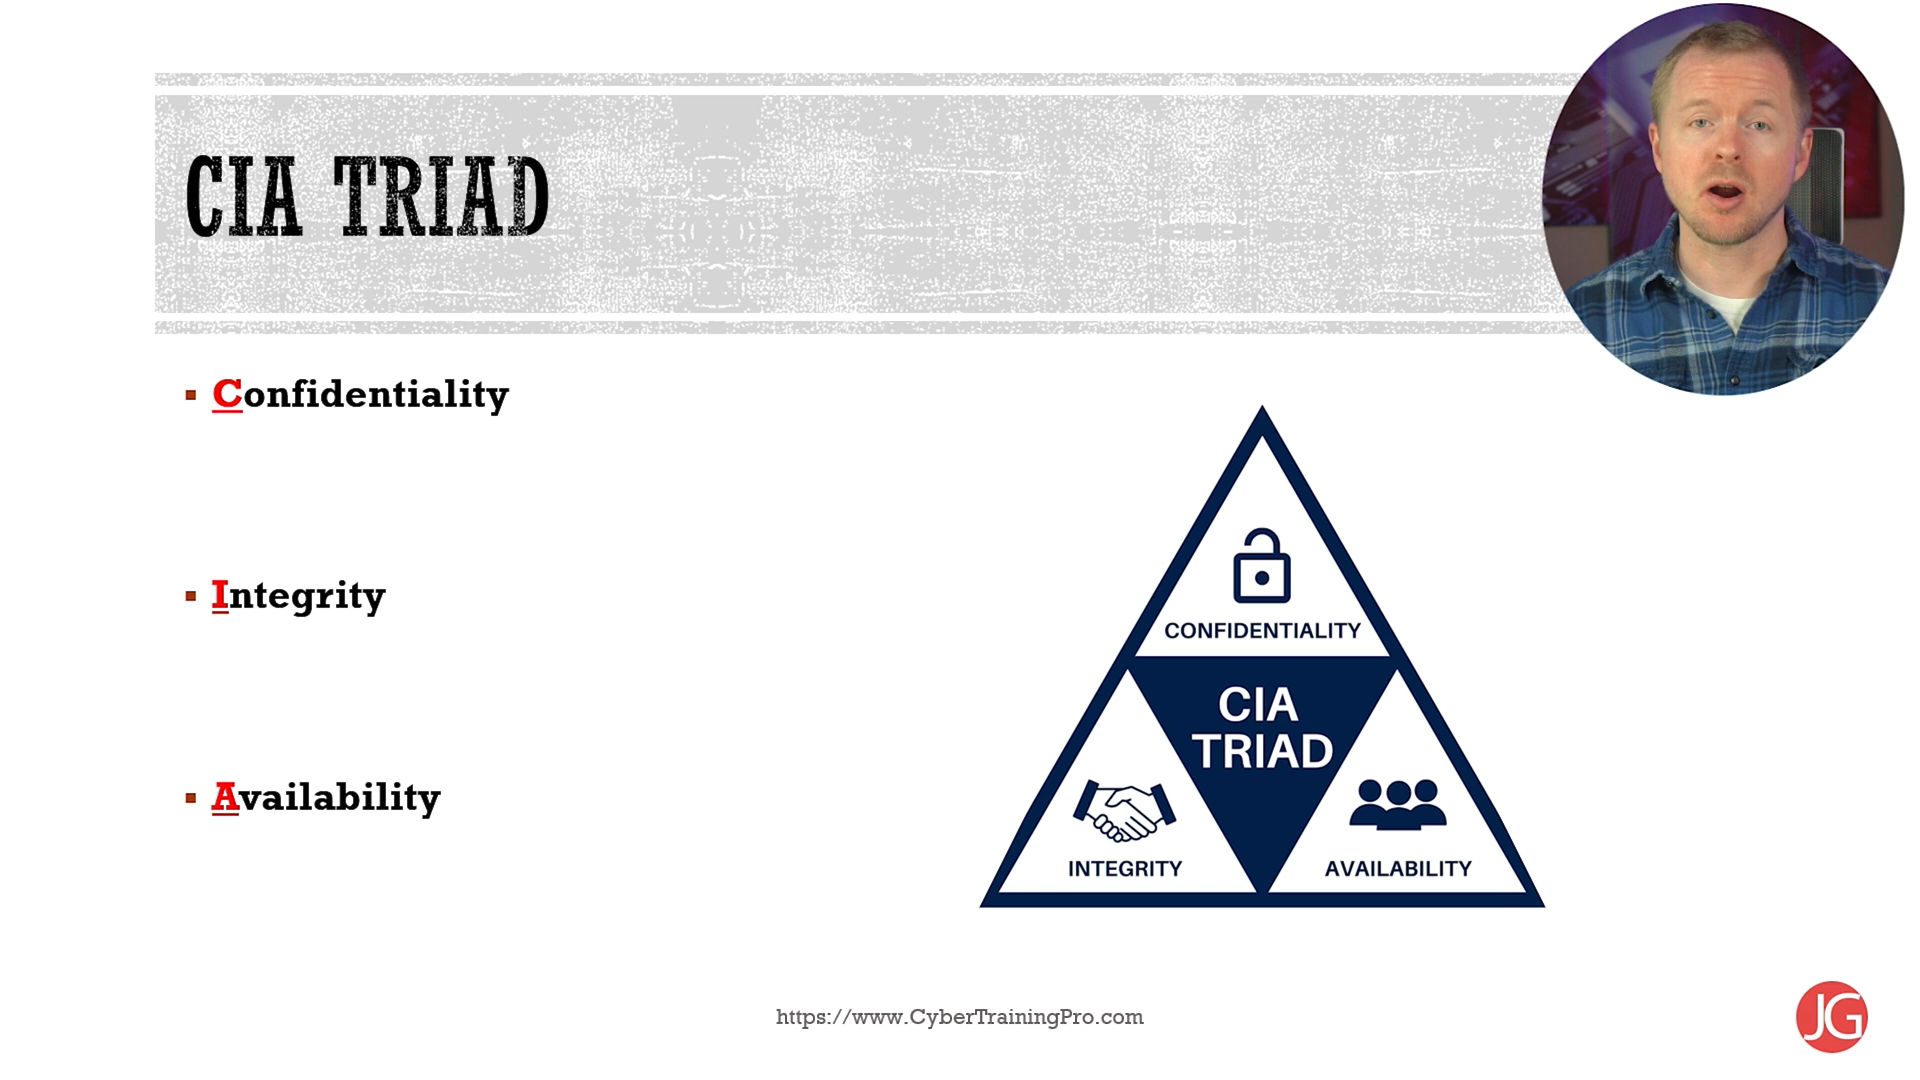 CIA TRIAD
Confidentiality
Integrity
Availability
CONFIDENTIALITY
CIA
TRIAD
INTEGRITY
AVAILABILITY
https://www.CyberTrainingPro.com
JG